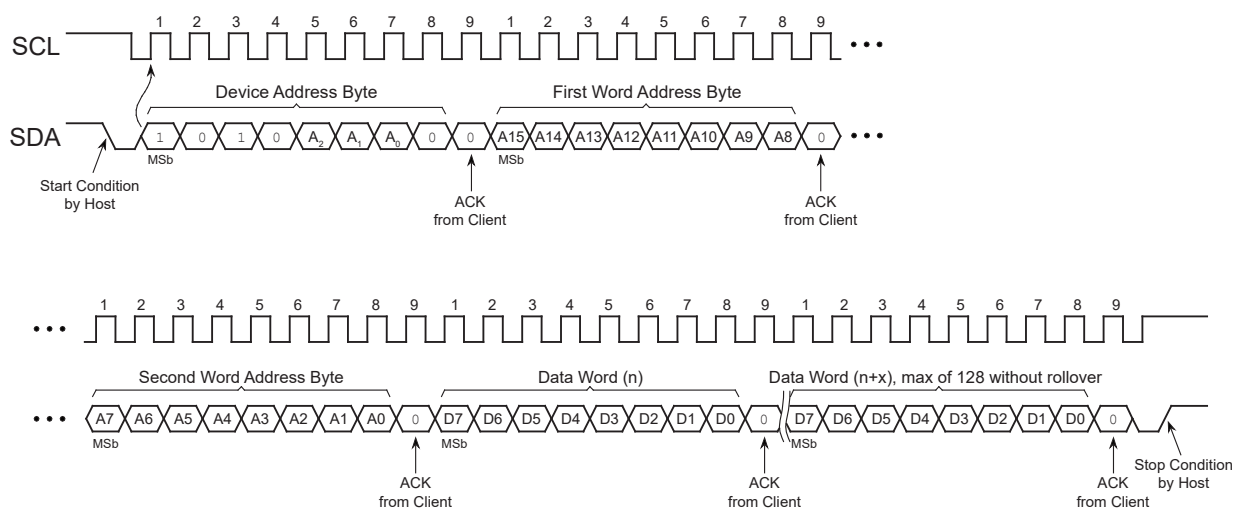 1 2 3 4 5 6 7 8 9 1 2 3 4 5 6 7 8 9
SCL
Device Address Byte First Word Address Byte
SDA 1 0 1 0 A2 A1 A0 0 0 A15 A14 A13 A12 A11 A10 A9 A8 0
MSb MSb
Start Condition
by Host
ACK
from Client
ACK
from Client
1 2 3 4 5 6 7 8 9 1 2 3 4 5 6 7 8 9 1 2 3 4 5 6 7 8 9
Second Word Address Byte Data Word (n) Data Word (n+x), max of 128 without rollover
A7 A6 A5 A4 A3 A2 A1 A0 0 D7 D6 D5 D4 D3 D2 D1 D0 0 D7 D6 D5 D4 D3 D2 D1 D0 0
MSb MSb MSb
ACK
from Client
ACK
from Client
ACK
from Client
Stop Condition
by Host